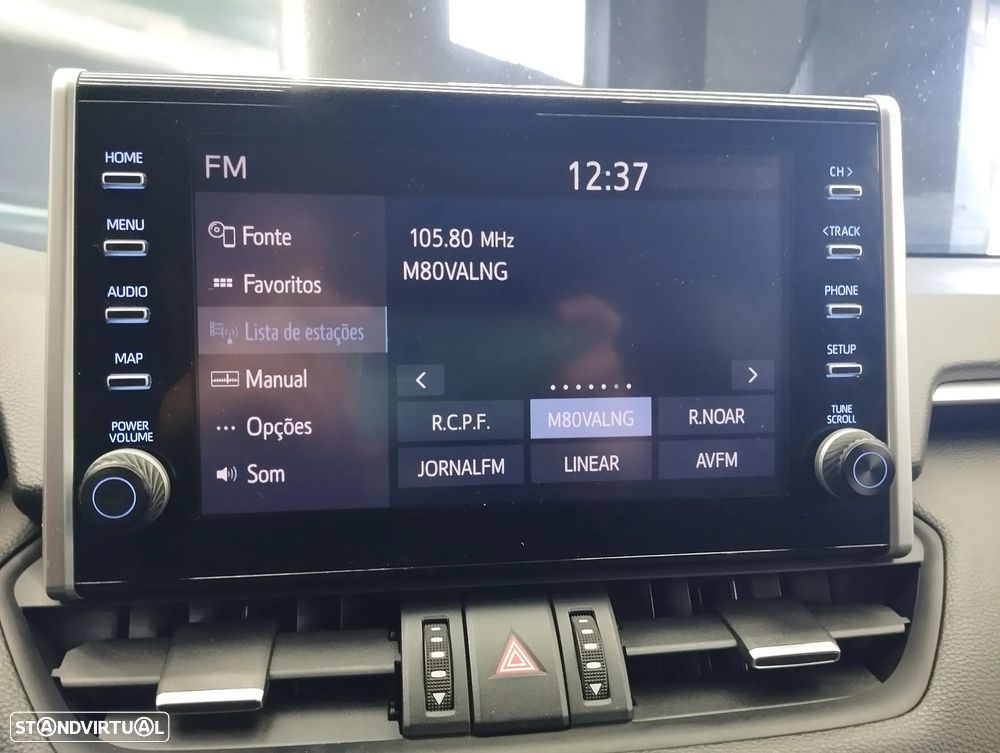 HOME
MENU
AUDIO
MAP
POWER
VOLUME
FM
12:37
Fonte
Favoritos
Lista de estações
Manual
Opções
Som
105.80 MHz
M80VALNG
<
>
R.C.P.F.
M80VALNG
R.NOAR
JORNALFM
LINEAR
AVFM
CH >
< TRACK
PHONE
SETUP
TUNE
SCROLL
STANDVIRTUAL